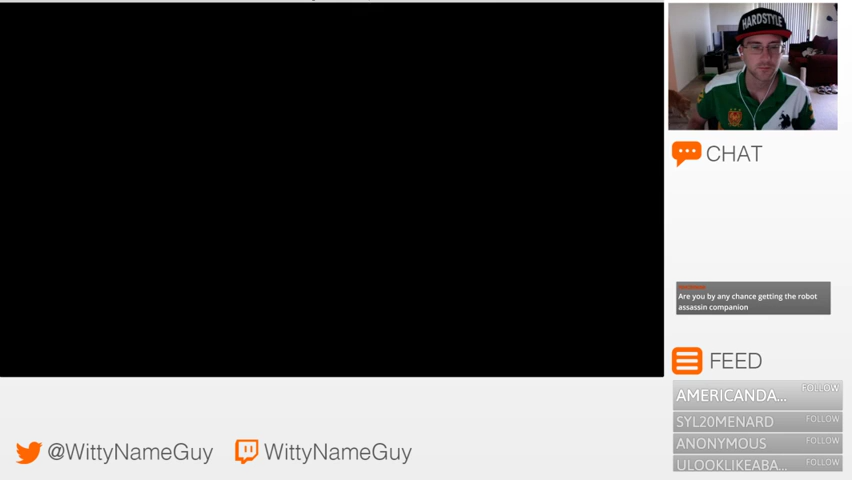 HARDSTYLE
CHAT
Are you by any chance getting the robot
assassin companion
FEED
AMERICANDA... FOLLOW
SYL20MENARD FOLLOW
ANONYMOUS FOLLOW
ULOOKLIKEABA... FOLLOW
@WittyNameGuy WittyNameGuy